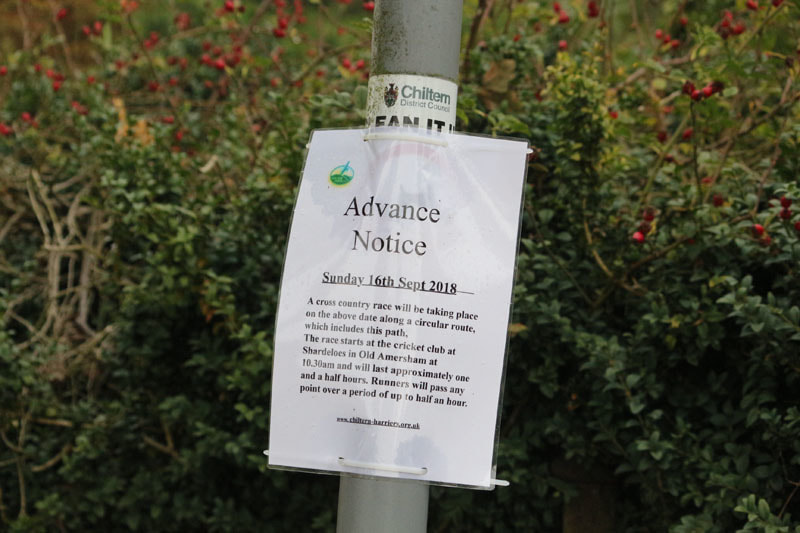 Chiltern
District Council
Advance
Notice
Sunday 16th Sept 2018
A cross country race will be taking place
on the above date along a circular route,
which includes this path.
The race starts at the cricket club at
Shardeloes in Old Amersham at
10.30am and will last approximately one
and a half hours. Runners will pass any
point over a period of up to half an hour.
www.chiltern-harriers.org.uk